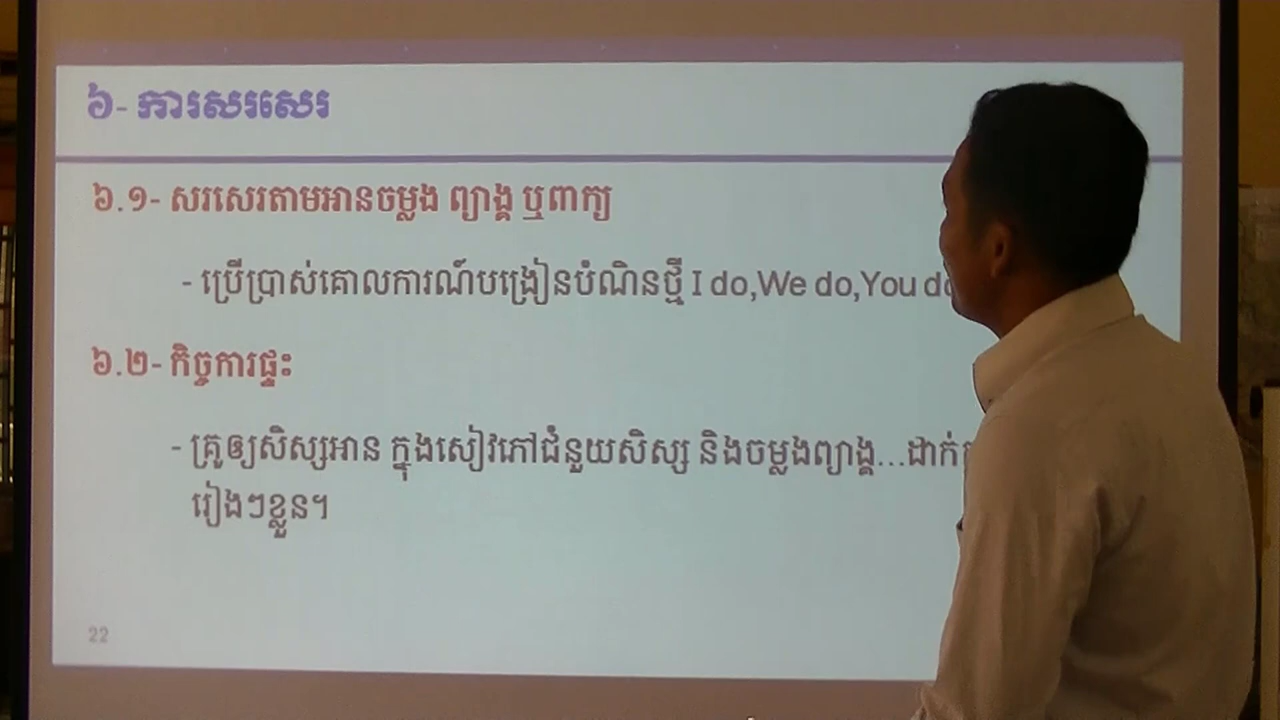 ៦- ការសរសេរ
៦.១- សរសេរតាមអានចម្លង ព្យាង្គ ឬពាក្យ
- ប្រើប្រាស់គោលការណ៍បង្រៀនបំណិនថ្មី I do,We do,You
៦.២- កិច្ចការផ្ទះ
- គ្រូឲ្យសិស្សអាន ក្នុងសៀវភៅជំនួយសិស្ស និងចម្លងព្យាង្គ...ដាក់
រៀងៗខ្លួន។
22